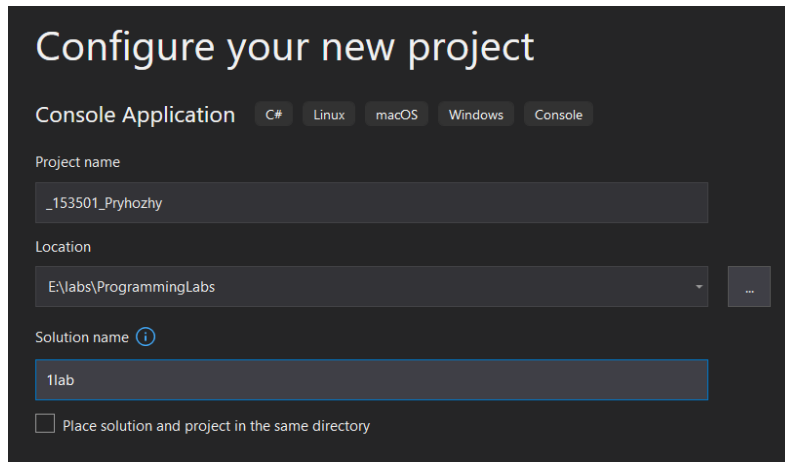 Configure your new project
Console Application C# Linux macOS Windows Console
Project name
_153501_Pryhozhy
Location
E:\labs\ProgrammingLabs
...
Solution name
1lab
Place solution and project in the same directory